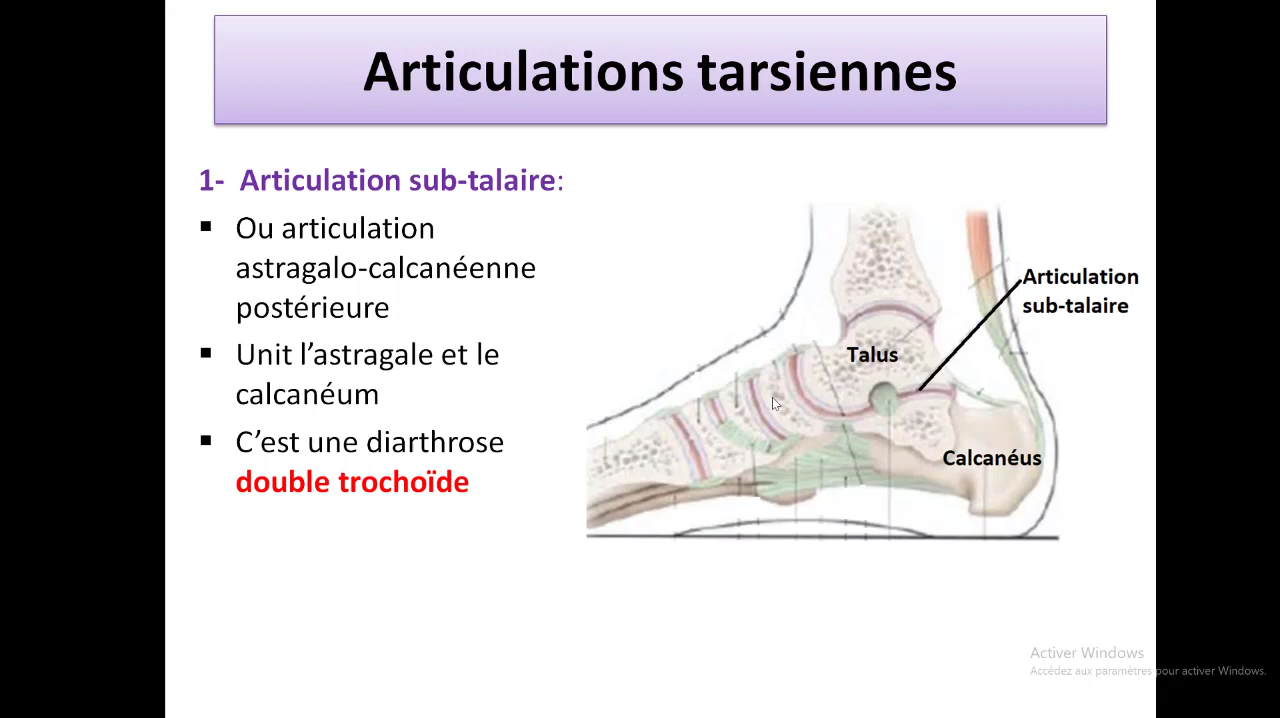 Articulations tarsiennes
1- Articulation sub-talaire:
▪ Ou articulation
astragalo-calcanéenne
postérieure
▪ Unit l’astragale et le
calcanéum
▪ C’est une diarthrose
double trochoïde
Articulation
sub-talaire
Talus
Calcanéus
Activer Windows
Accédez aux paramètres pour activer Windows.